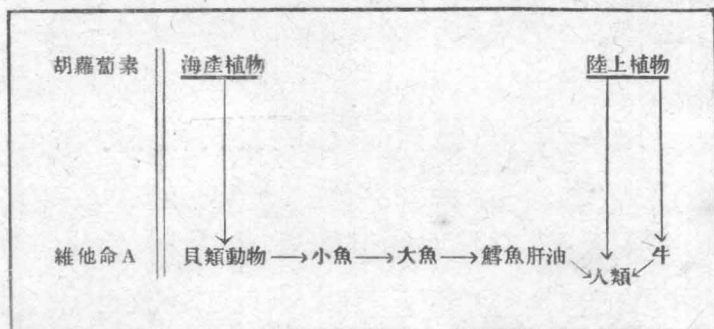 胡蘿蔔素 海產植物 陸上植物
維他命A 貝類動物 → 小魚 → 大魚 → 鱈魚肝油 牛
人類